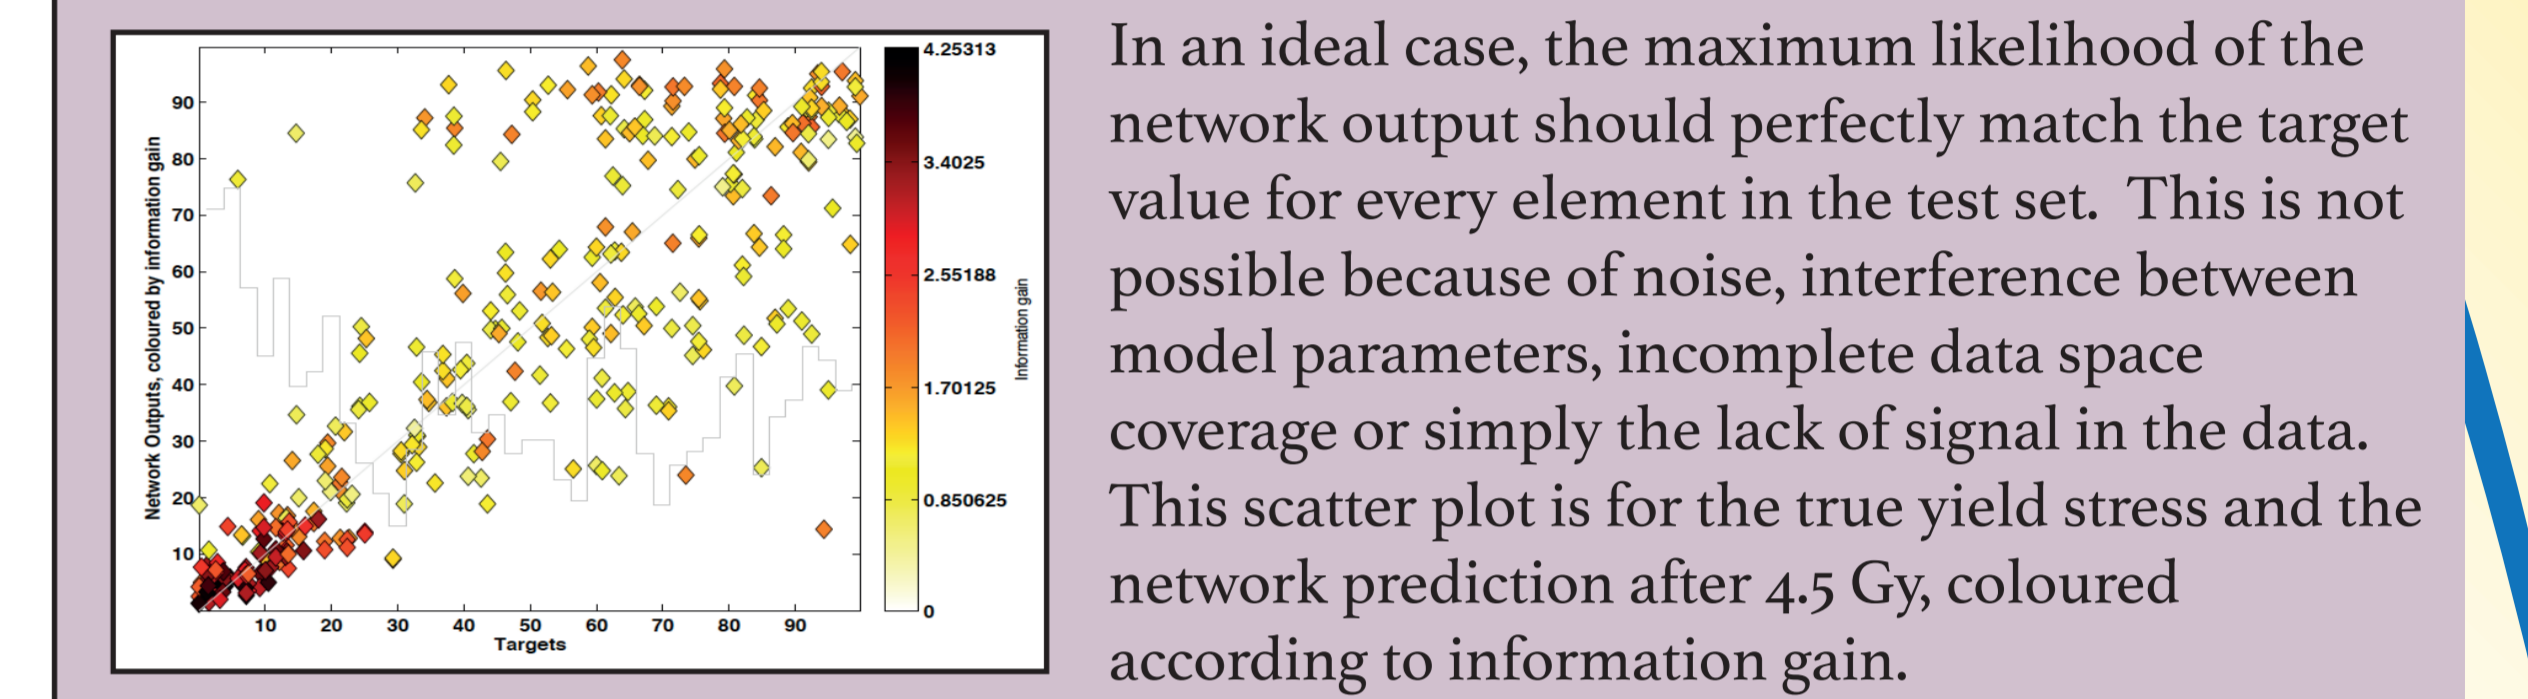 Network Outputs, coloured by information gain
90
80
70
60
50
40
30
20
10
10 20 30 40 50 60 70 80 90
Targets
4.25313
3.4025
2.55188
1.70125
0.850625
0
Information gain
In an ideal case, the maximum likelihood of the
network output should perfectly match the target
value for every element in the test set.  This is not
possible because of noise, interference between
model parameters, incomplete data space
coverage or simply the lack of signal in the data.
This scatter plot is for the true yield stress and the
network prediction after 4.5 Gy, coloured
according to information gain.